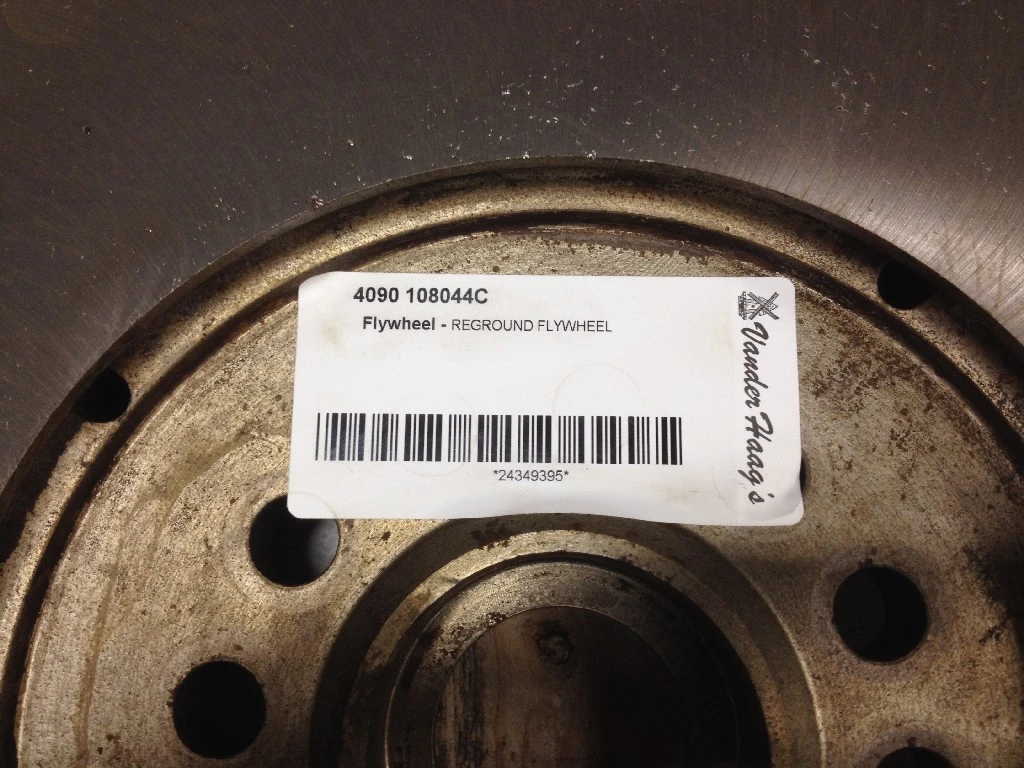 4090 108044C
Flywheel - REGROUND FLYWHEEL
*24349395*
Vander Haag's